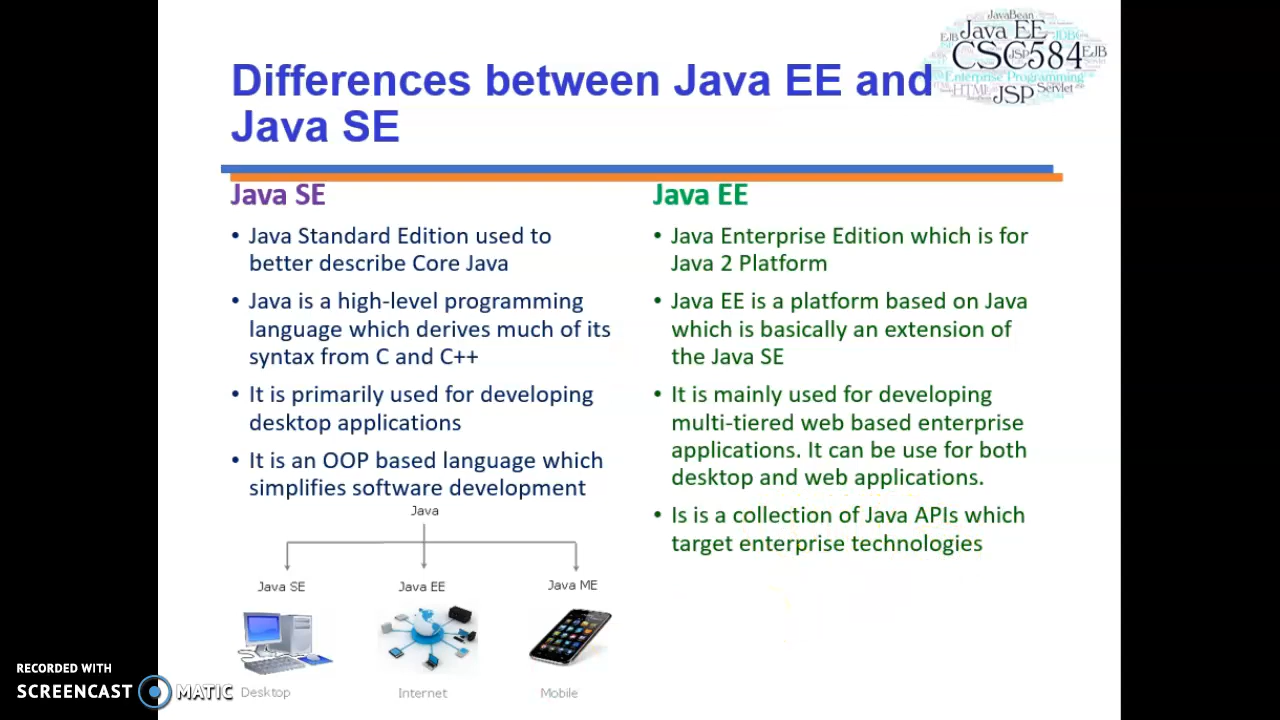 JavaBean
Java EE
EJB
JDBC
CSC584
JSP
EJB
Servlet
Enterprise Programming
HTML
JSP
Servlet
Differences between Java EE and
Java SE
Java SE
• Java Standard Edition used to
better describe Core Java
• Java is a high-level programming
language which derives much of its
syntax from C and C++
• It is primarily used for developing
desktop applications
• It is an OOP based language which
simplifies software development
Java
Java SE
Java EE
Java ME
Desktop
Internet
Mobile
Java EE
• Java Enterprise Edition which is for
Java 2 Platform
• Java EE is a platform based on Java
which is basically an extension of
the Java SE
• It is mainly used for developing
multi-tiered web based enterprise
applications. It can be use for both
desktop and web applications.
• Is is a collection of Java APIs which
target enterprise technologies
RECORDED WITH
SCREENCAST MATIC